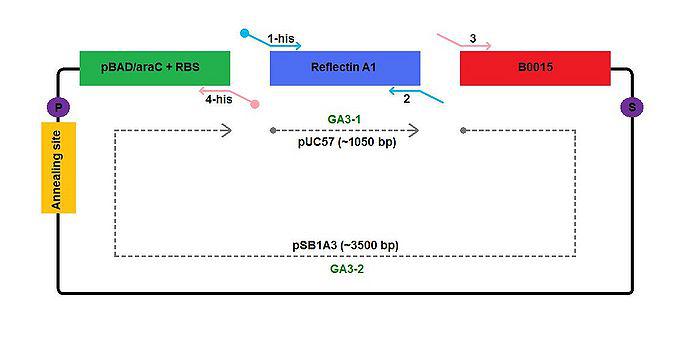 1-his
3
pBAD/araC + RBS
Reflectin A1
B0015
4-his
2
P
S
GA3-1
Annealing site
pUC57 (~1050 bp)
pSB1A3 (~3500 bp)
GA3-2